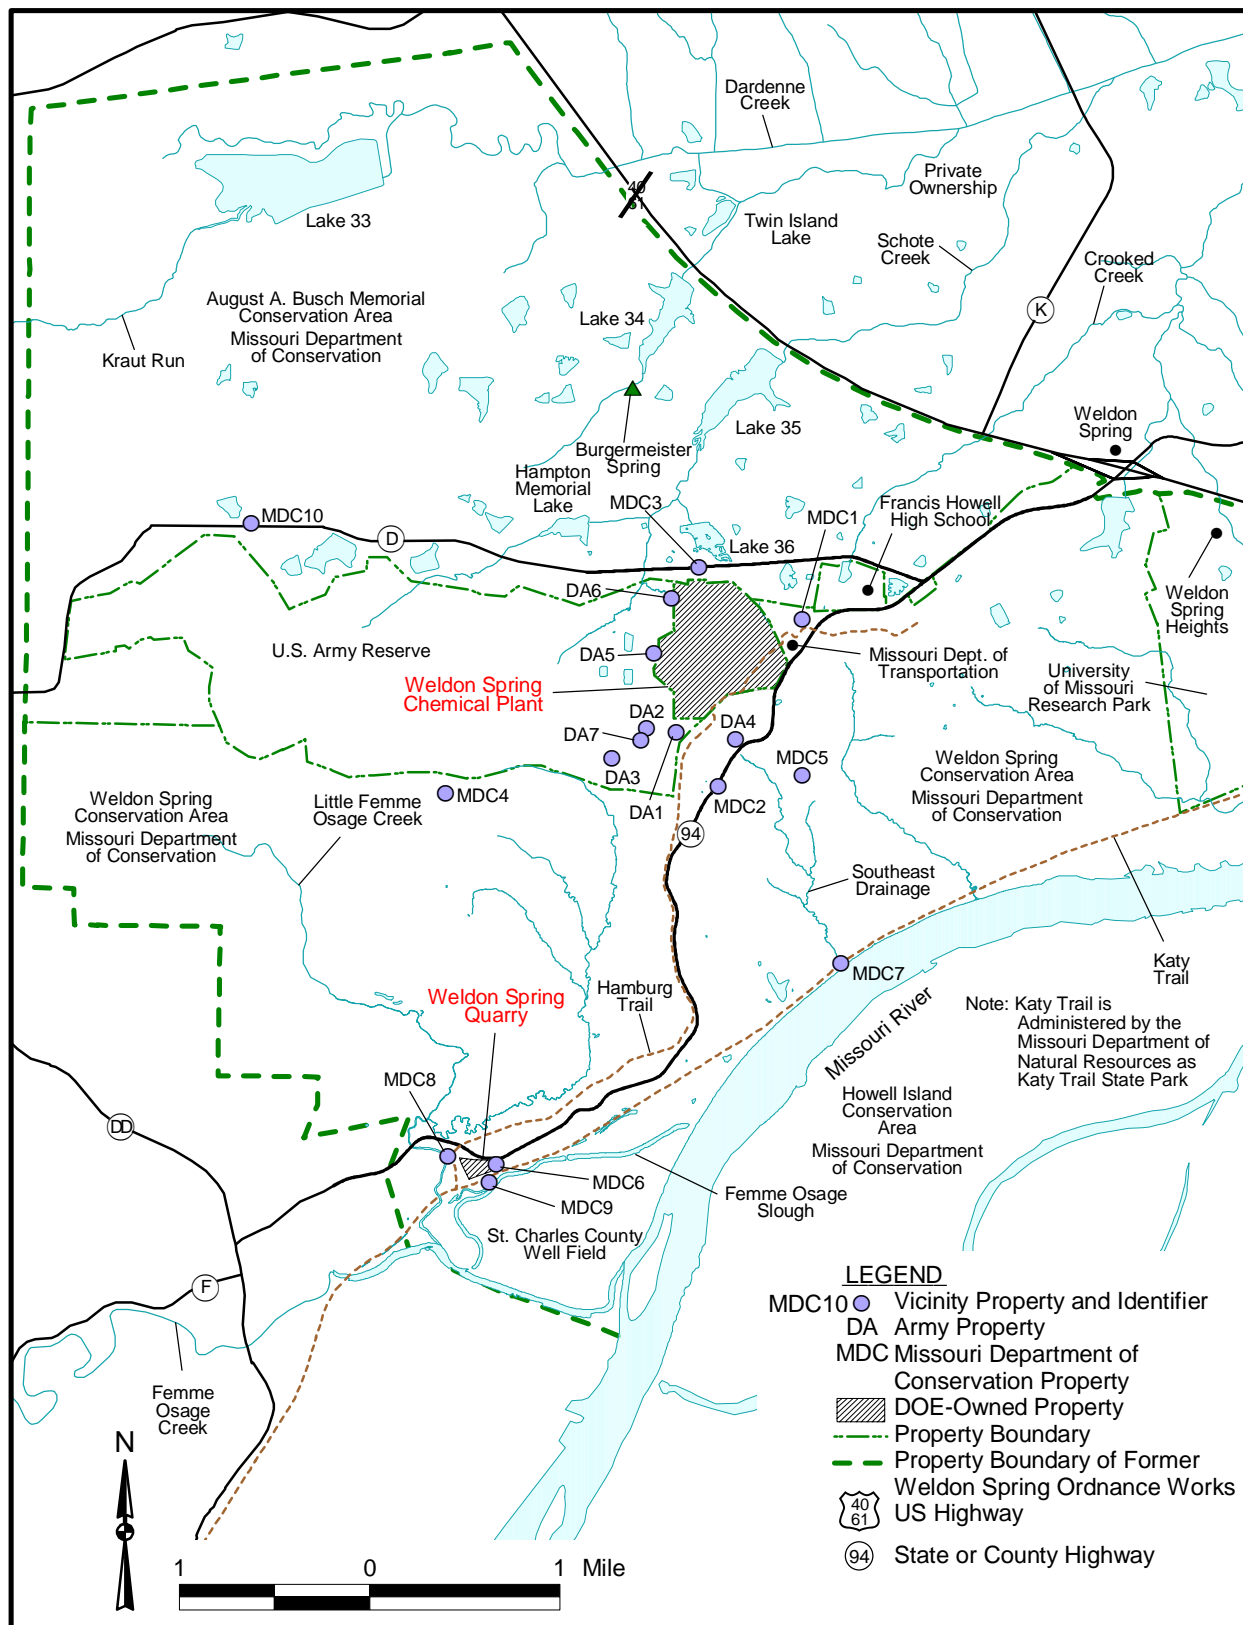 Dardenne
Creek
Private
Ownership
40
61
Lake 33
Twin Island
Lake
Schote
Creek
Crooked
Creek
August A. Busch Memorial
Conservation Area
Missouri Department
of Conservation
Lake 34
K
Kraut Run
Weldon
Spring
Lake 35
Burgermeister
Spring
Hampton
Memorial
Lake
MDC3
Francis Howell
High School
MDC10
MDC1
D
Lake 36
DA6
Weldon
Spring
Heights
U.S. Army Reserve
DA5
Missouri Dept. of
Transportation
University
of Missouri
Research Park
Weldon Spring
Chemical Plant
DA2
DA7
DA4
DA3
MDC5
Weldon Spring
Conservation Area
Missouri Department
of Conservation
MDC4
DA1
MDC2
Weldon Spring
Conservation Area
Missouri Department
of Conservation
Little Femme
Osage Creek
94
Southeast
Drainage
Katy
Trail
MDC7
Weldon Spring
Quarry
Hamburg
Trail
Missouri River
Note: Katy Trail is
Administered by the
Missouri Department of
Natural Resources as
Katy Trail State Park
MDC8
Howell Island
Conservation
Area
Missouri Department
of Conservation
DD
MDC6
MDC9
Femme Osage
Slough
St. Charles County
Well Field
F
Femme
Osage
Creek
N
1 0 1 Mile
LEGEND
MDC10 Vicinity Property and Identifier
DA Army Property
MDC Missouri Department of
Conservation Property
DOE-Owned Property
Property Boundary
Property Boundary of Former
Weldon Spring Ordnance Works
40
61
US Highway
94 State or County Highway